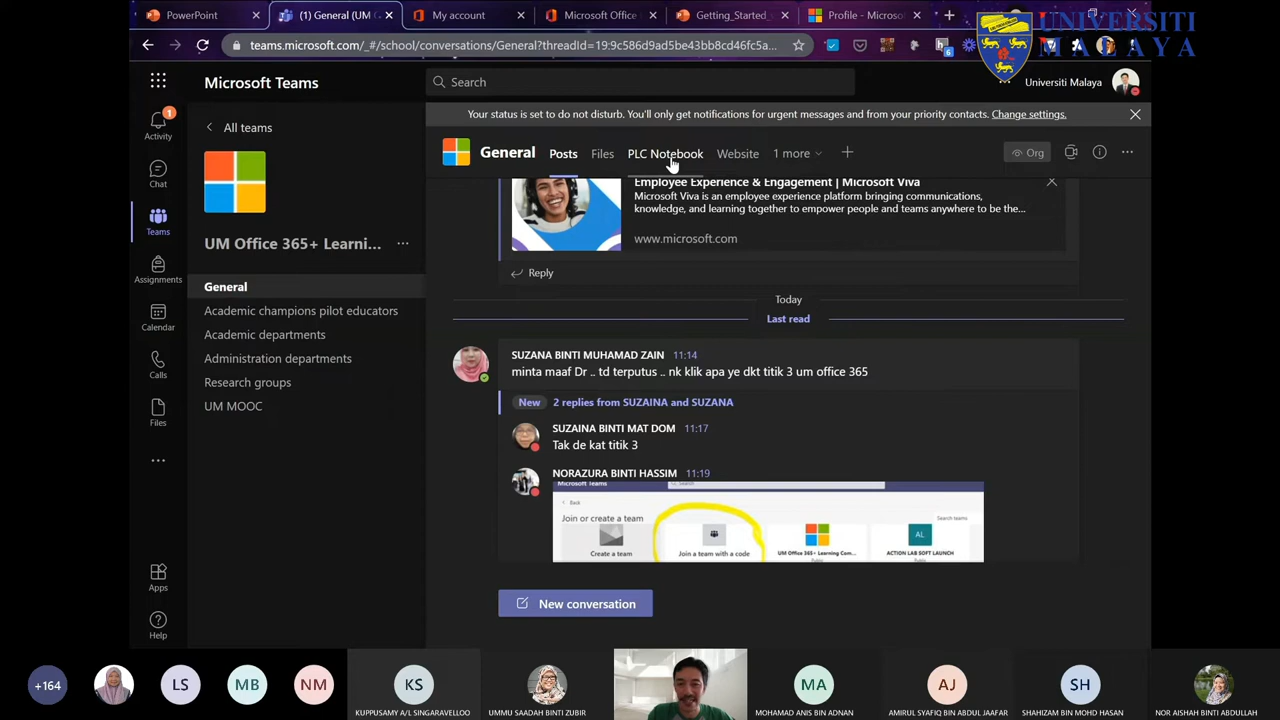 PowerPoint
(1) General (UM C
My account
Microsoft Office
Getting_Started_
Profile - Microso
UNIVERSITI
MALAYA
teams.microsoft.com/_#/school/conversations/General?threadId=19:9c586d9ad5be43bb8cd46fc5a...
6
Microsoft Teams
Search
Universiti Malaya
1
Activity
Chat
Teams
Assignments
Calendar
Calls
Files
Apps
Help
All teams
UM Office 365+ Learni...
General
Academic champions pilot educators
Academic departments
Administration departments
Research groups
UM MOOC
Your status is set to do not disturb. You'll only get notifications for urgent messages and from your priority contacts. Change settings.
General
Posts
Files
PLC Notebook
Website
1 more
Org
Employee Experience & Engagement | Microsoft Viva
Microsoft Viva is an employee experience platform bringing communications,
knowledge, and learning together to empower people and teams anywhere to be the...
www.microsoft.com
Reply
Today
Last read
SUZANA BINTI MUHAMAD ZAIN 11:14
minta maaf Dr .. td terputus .. nk klik apa ye dkt titik 3 um office 365
New 2 replies from SUZAINA and SUZANA
SUZAINA BINTI MAT DOM 11:17
Tak de kat titik 3
NORAZURA BINTI HASSIM 11:19
Microsoft Teams
Search
Back
Join or create a team
Search teams
Create a team
Join a team with a code
UM Office 365+ Learning Com...
Public
AL
ACTION LAB SOFT LAUNCH
Public
New conversation
+164
LS
MB
NM
KS
KUPPUSAMY A/L SINGARAVELLOO
UMMU SAADAH BINTI ZUBIR
MA
MOHAMAD ANIS BIN ADNAN
AJ
AMIRUL SYAFIQ BIN ABDUL JAAFAR
SH
SHAHIZAM BIN MOHD HASAN
NOR AISHAH BINTI ABDULLAH